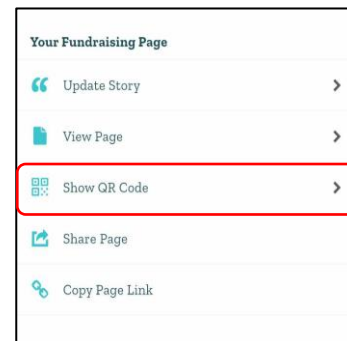 Your Fundraising Page
Update Story
View Page
Show QR Code
Share Page
Copy Page Link